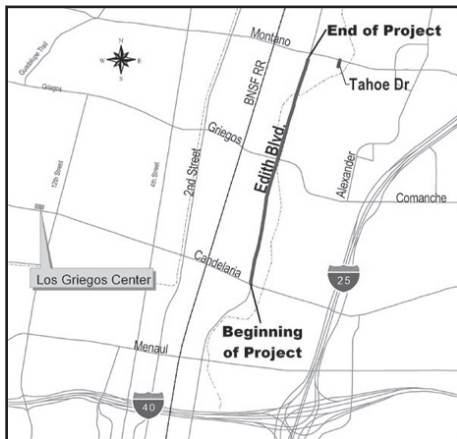 Montano
End of Project
Guadalupe Trail
N
W
E
S
BNSF RR
Tahoe Dr
Griegos
2nd Street
Griegos
Edith Blvd.
12th Street
4th Street
Alexander
Comanche
Candelaria
Los Griegos Center
25
Beginning
of Project
Menaul
40